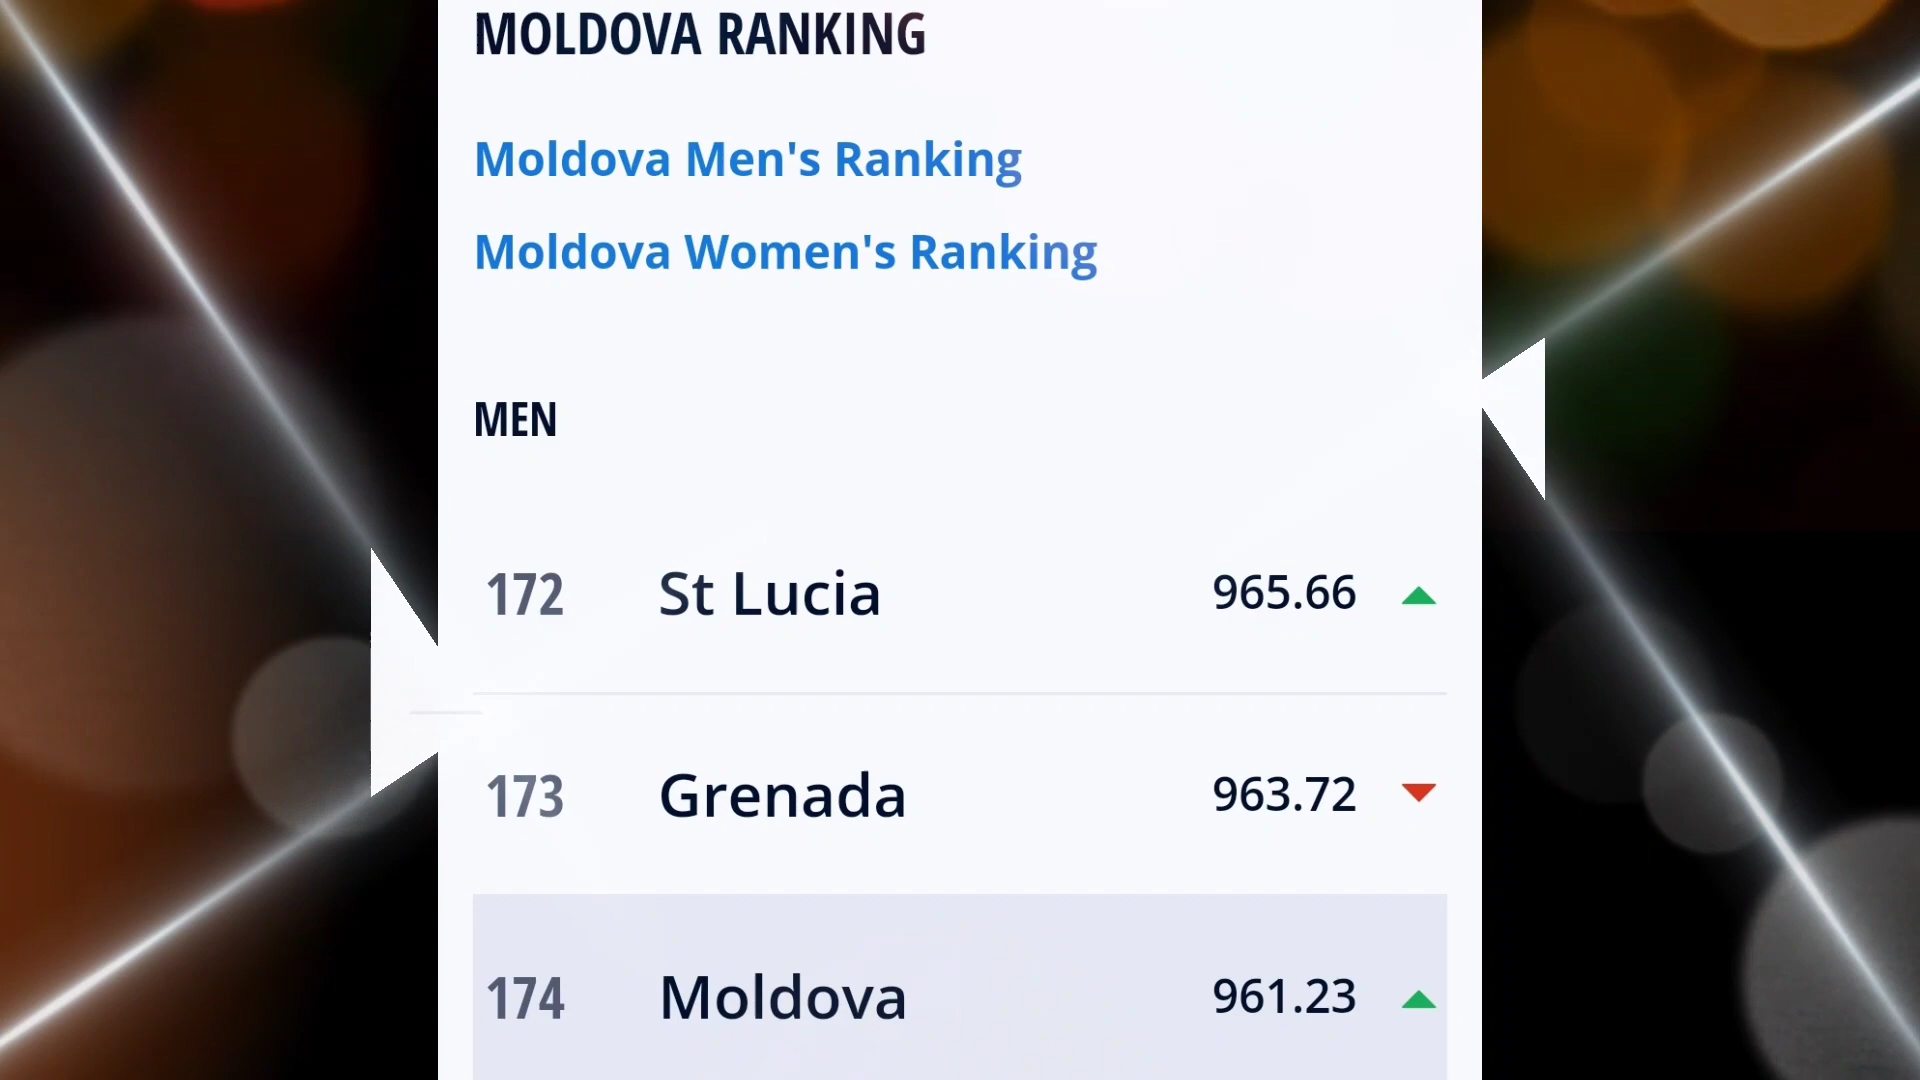 MOLDOVA RANKING
Moldova Men's Ranking
Moldova Women's Ranking
MEN
172 St Lucia 965.66
173 Grenada 963.72
174 Moldova 961.23